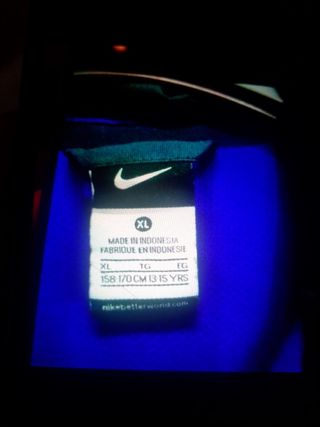 XL
MADE IN INDONESIA
FABRIQUE EN INDONESIE
XL TG EG
158-170 CM 13-15 YRS
nikebetterworld.com